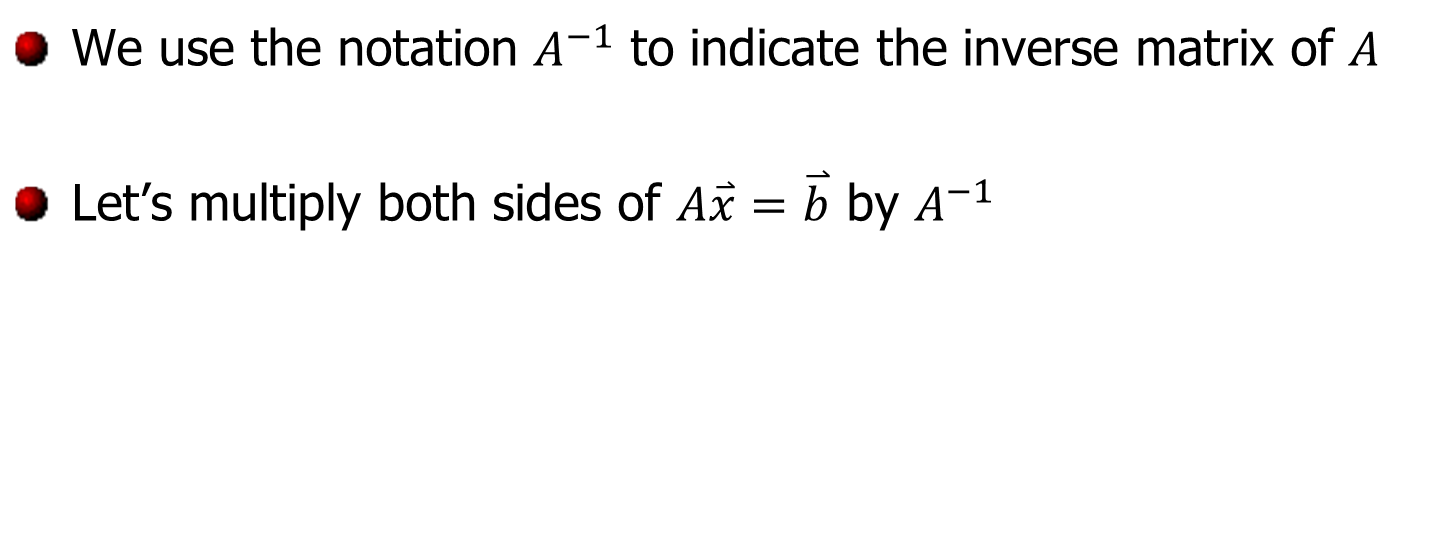 We use the notation 𝐴⁻¹ to indicate the inverse matrix of 𝐴
Let’s multiply both sides of 𝐴𝑥⃗ = 𝑏⃗ by 𝐴⁻¹